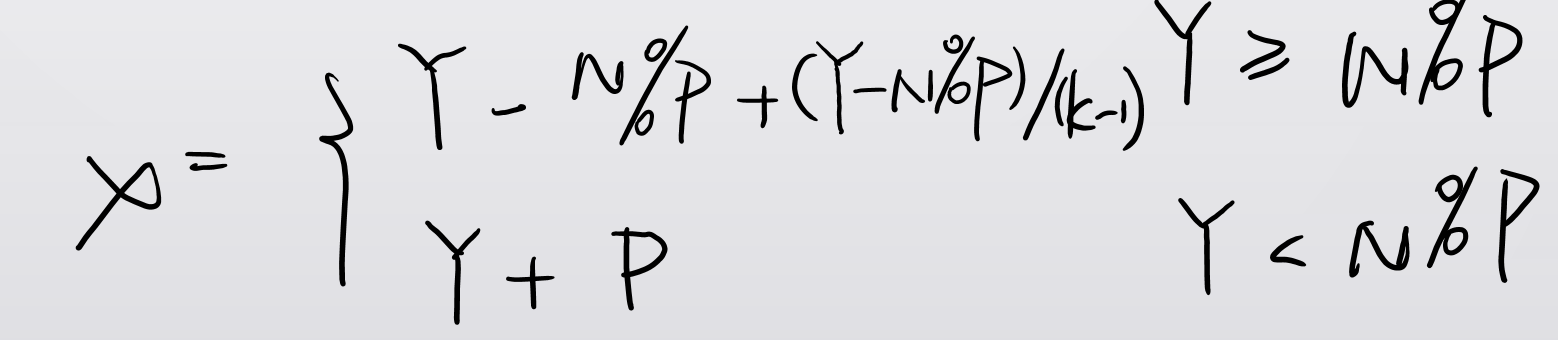 x = { Y - N%P + (Y-N%P)/(k-1) Y ≥ N%P
Y + P Y < N%P